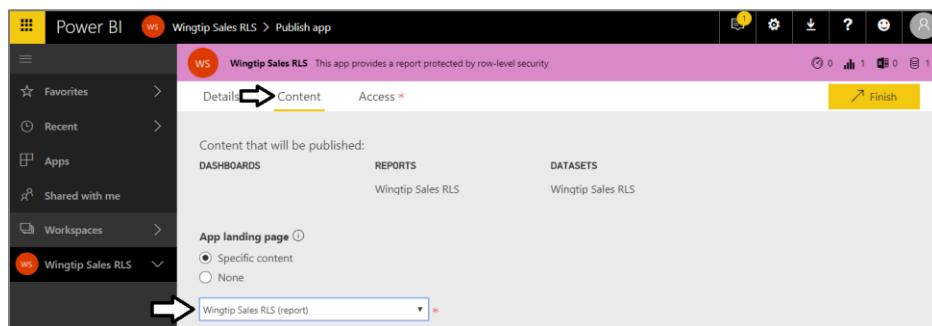 Power BI WS Wingtip Sales RLS > Publish app 1 ?
WS Wingtip Sales RLS This app provides a report protected by row-level security 0 1 0 1
Favorites >
Details Content Access *
Finish
Recent >
Content that will be published:
Apps
DASHBOARDS REPORTS DATASETS
Shared with me
Wingtip Sales RLS Wingtip Sales RLS
Workspaces >
App landing page
WS Wingtip Sales RLS
Specific content
None
Wingtip Sales RLS (report) *